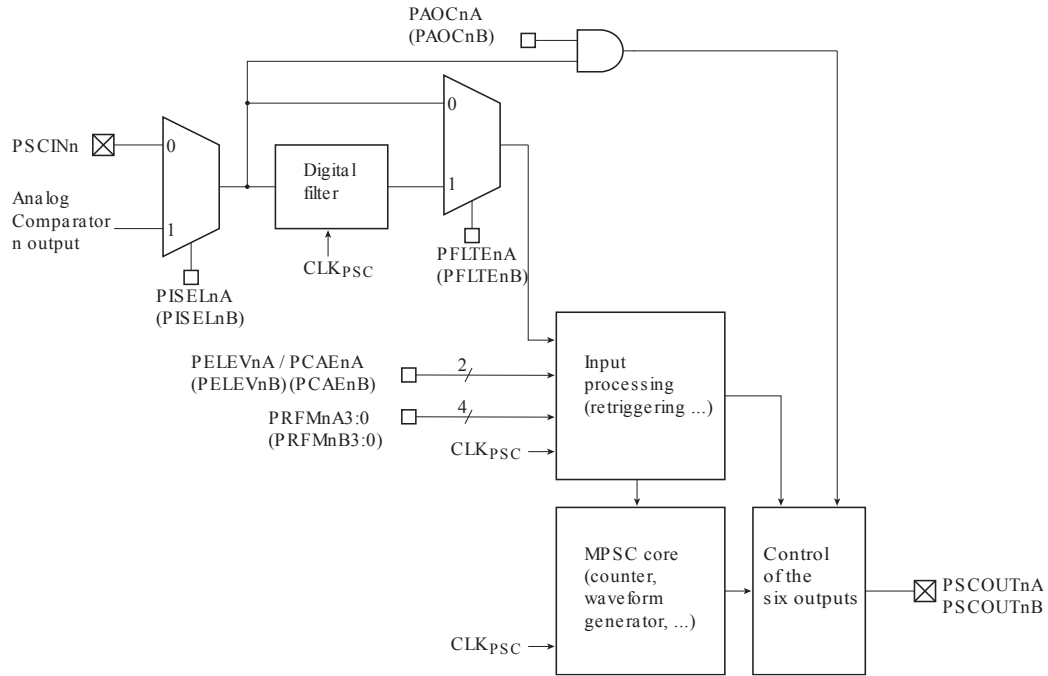 PAOCnA
(PAOCnB)
0
PSCINn
0
Digital
filter
1
Analog
Comparator
n output
1
PFLTEnA
(PFLTEnB)
CLKPSC
PISELnA
(PISELnB)
PELEVnA / PCAEnA
(PELEVnB) (PCAEnB)
2
Input
processing
(retriggering ...)
PRFMnA3:0
(PRFMnB3:0)
4
CLKPSC
MPSC core
(counter,
waveform
generator, ...)
Control
of the
six outputs
PSCOUTnA
PSCOUTnB
CLKPSC